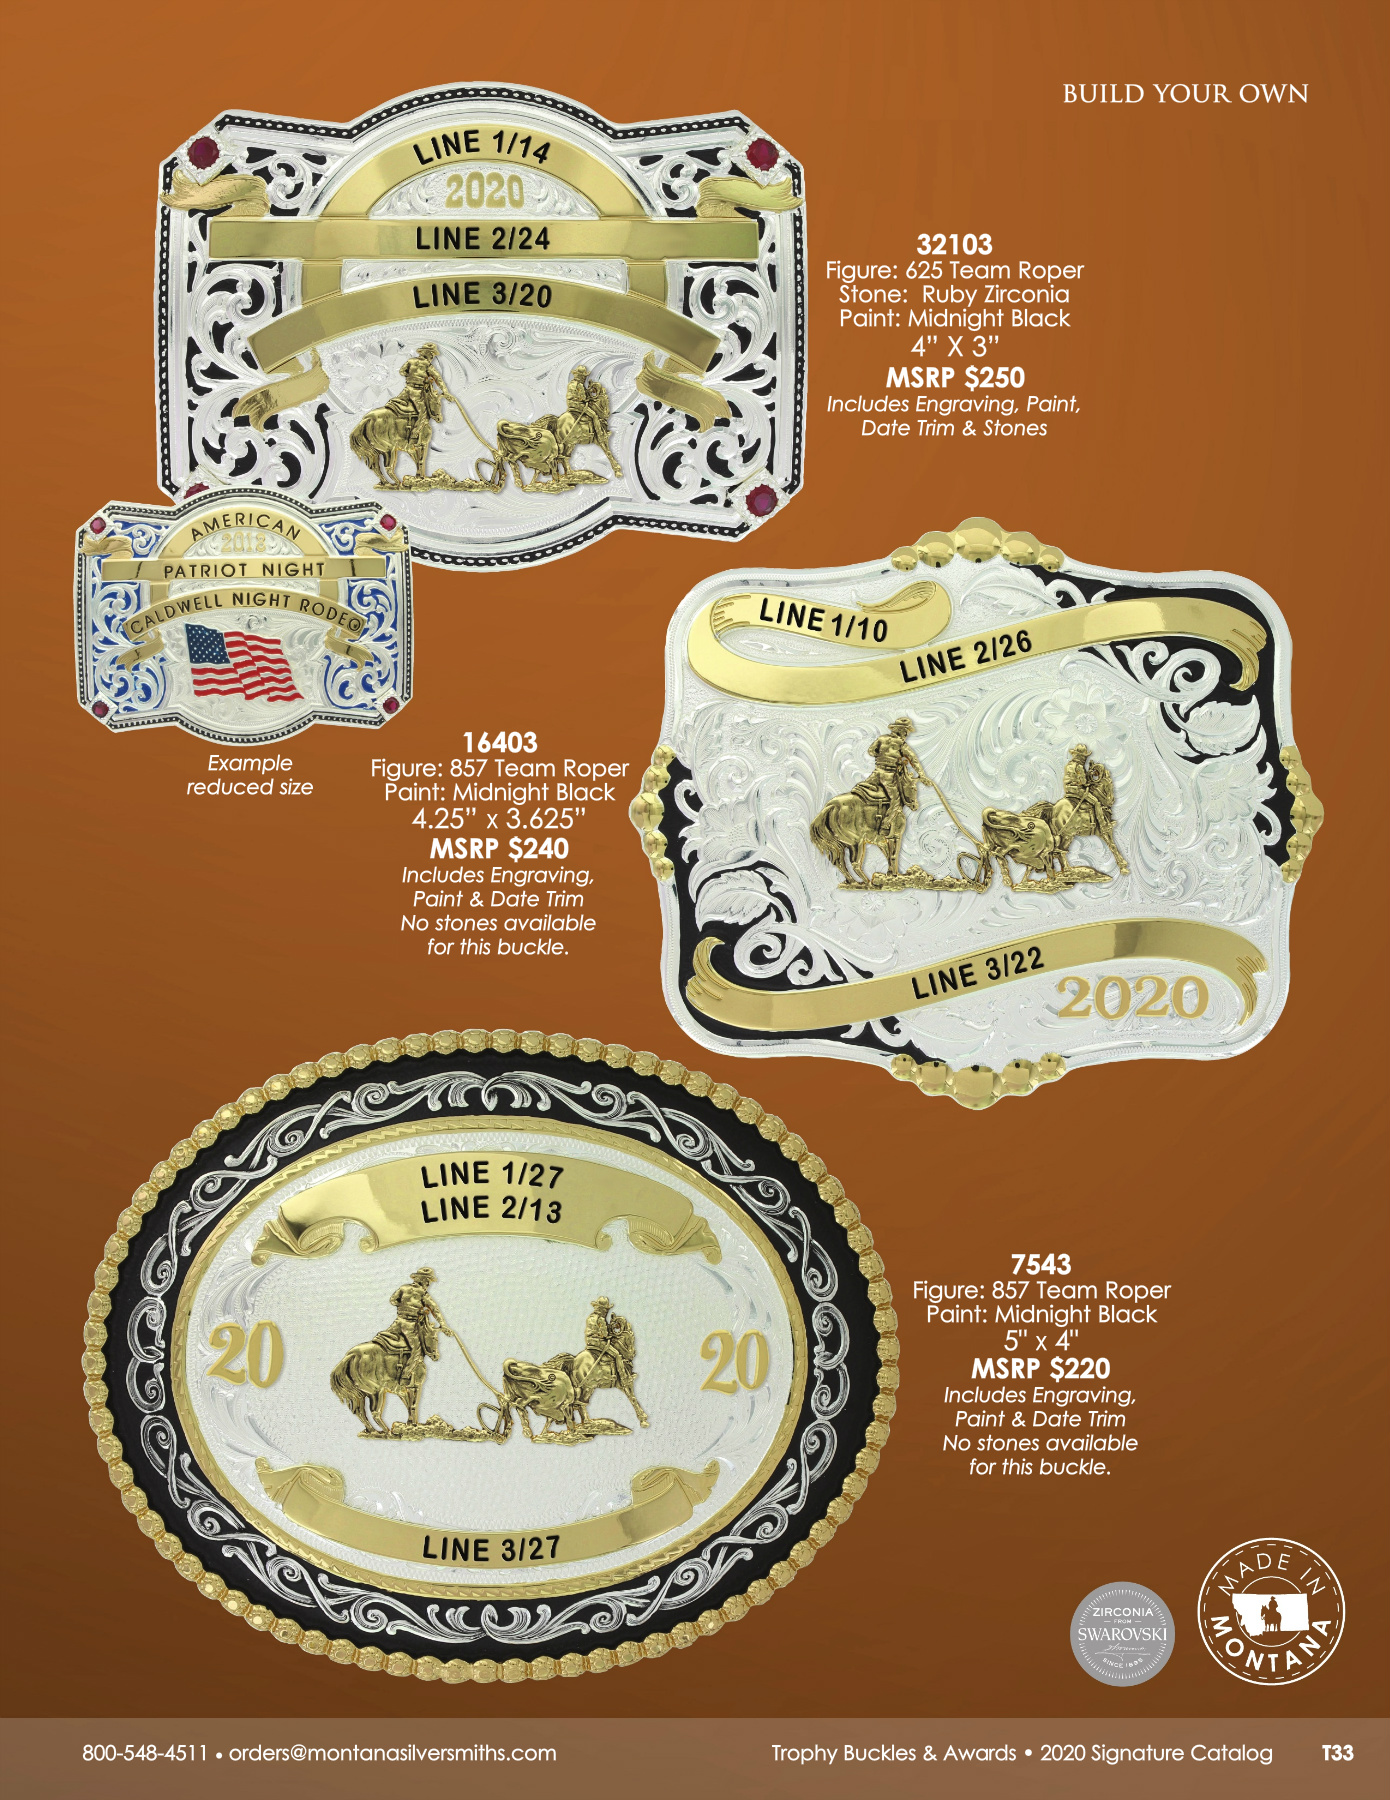 BUILD YOUR OWN
LINE 1/14
2020
LINE 2/24
LINE 3/20
32103
Figure: 625 Team Roper
Stone:  Ruby Zirconia
Paint: Midnight Black
4” X 3”
MSRP $250
Includes Engraving, Paint,
Date Trim & Stones
AMERICAN
2012
PATRIOT NIGHT
CALDWELL NIGHT RODEO
Example
reduced size
16403
Figure: 857 Team Roper
Paint: Midnight Black
4.25” x 3.625”
MSRP $240
Includes Engraving,
Paint & Date Trim
No stones available
for this buckle.
LINE 1/10
LINE 2/26
LINE 3/22
2020
LINE 1/27
LINE 2/13
20
20
LINE 3/27
7543
Figure: 857 Team Roper
Paint: Midnight Black
5" x 4"
MSRP $220
Includes Engraving,
Paint & Date Trim
No stones available
for this buckle.
ZIRCONIA
FROM
SWAROVSKI
SINCE 1895
MADE IN
MONTANA
800-548-4511 • orders@montanasilversmiths.com
Trophy Buckles & Awards • 2020 Signature Catalog
T33